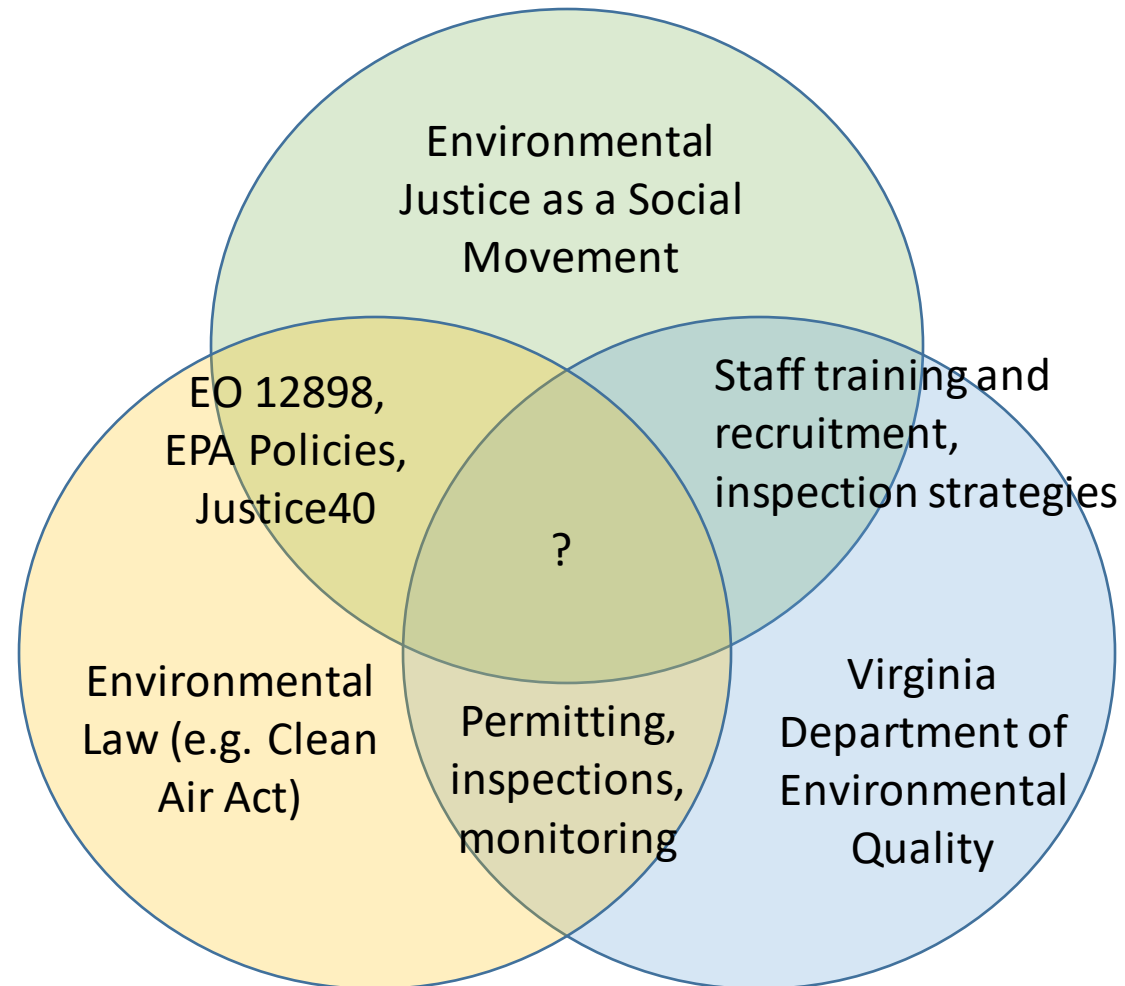 Environmental
Justice as a Social
Movement
EO 12898,
EPA Policies,
Justice40
Staff training and
recruitment,
inspection strategies
?
Environmental
Law (e.g. Clean
Air Act)
Permitting,
inspections,
monitoring
Virginia
Department of
Environmental
Quality